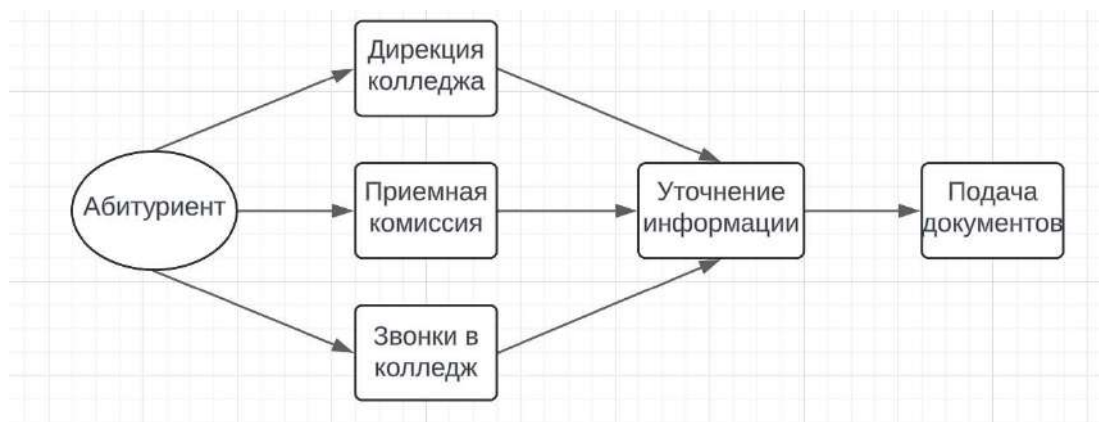 Дирекция
колледжа
Абитуриент
Приемная
комиссия
Уточнение
информации
Подача
документов
Звонки в
колледж